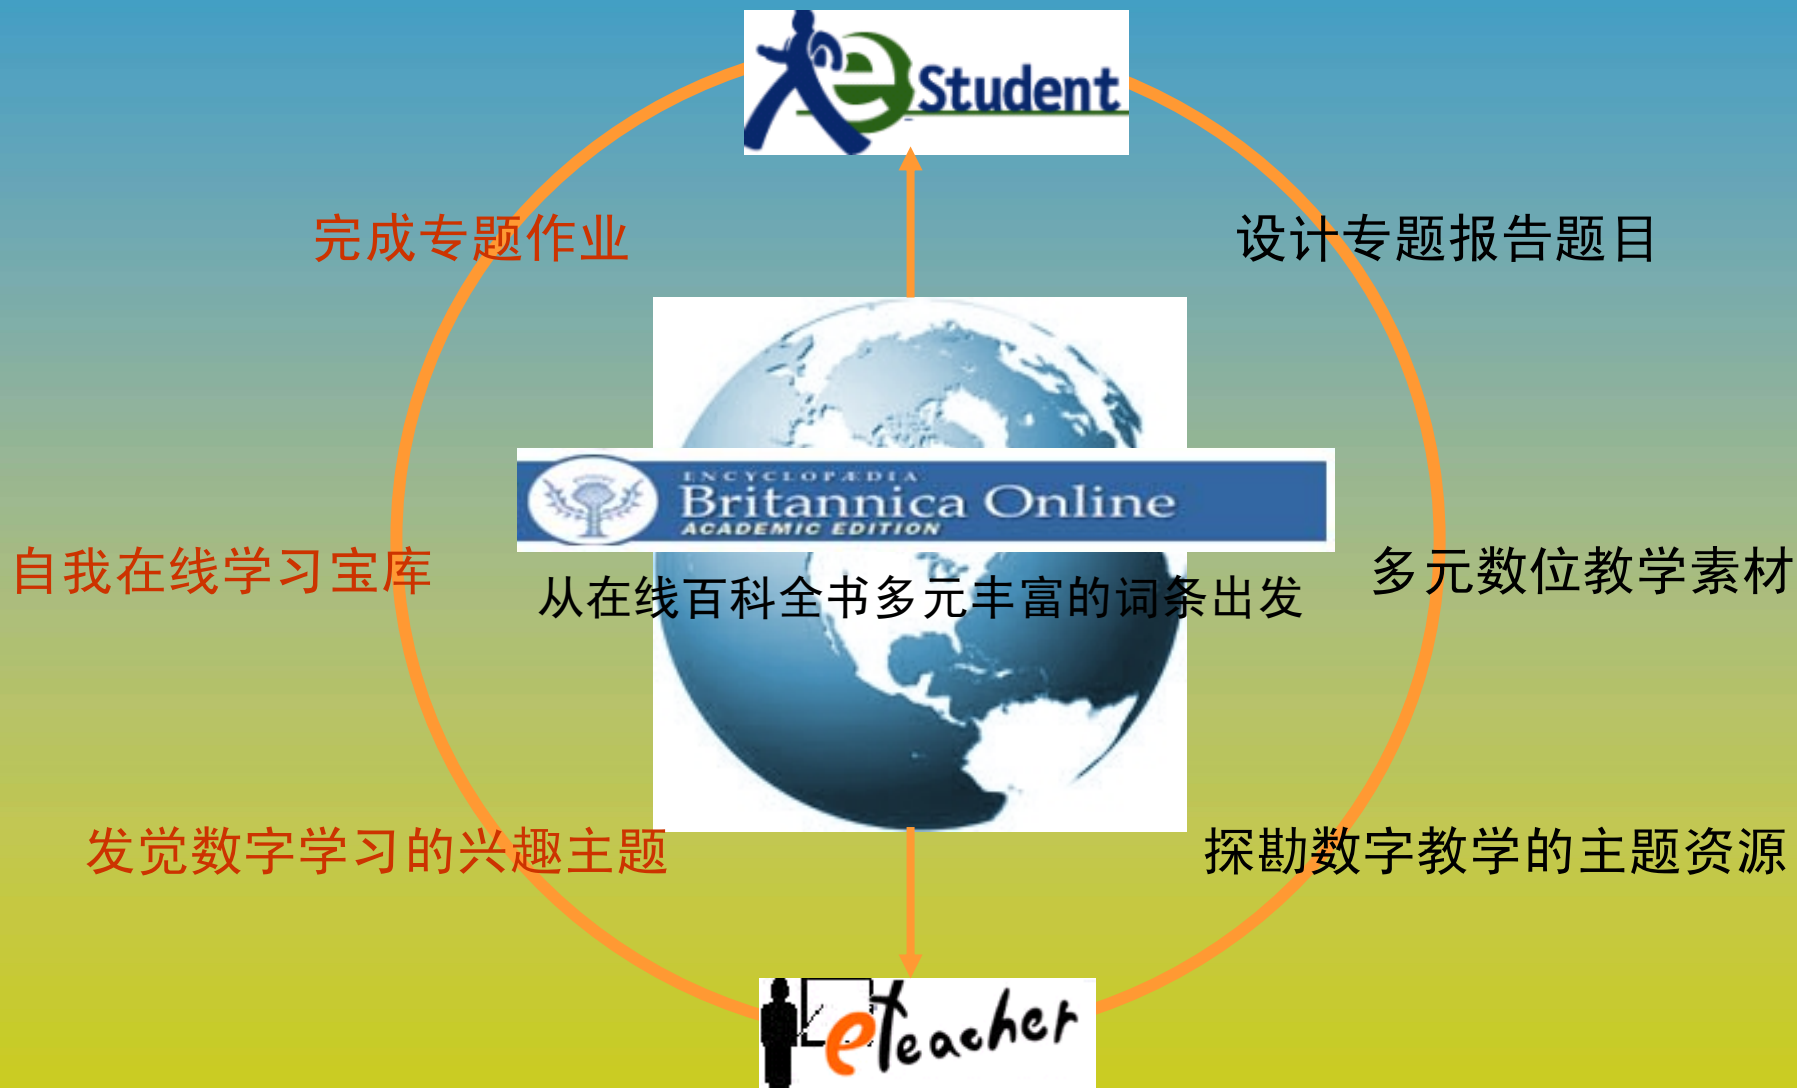 eStudent
完成专题作业
设计专题报告题目
ENCYCLOPÆDIA
Britannica Online
ACADEMIC EDITION
自我在线学习宝库
从在线百科全书多元丰富的词条出发
多元数位教学素材
发觉数字学习的兴趣主题
探勘数字教学的主题资源
eTeacher